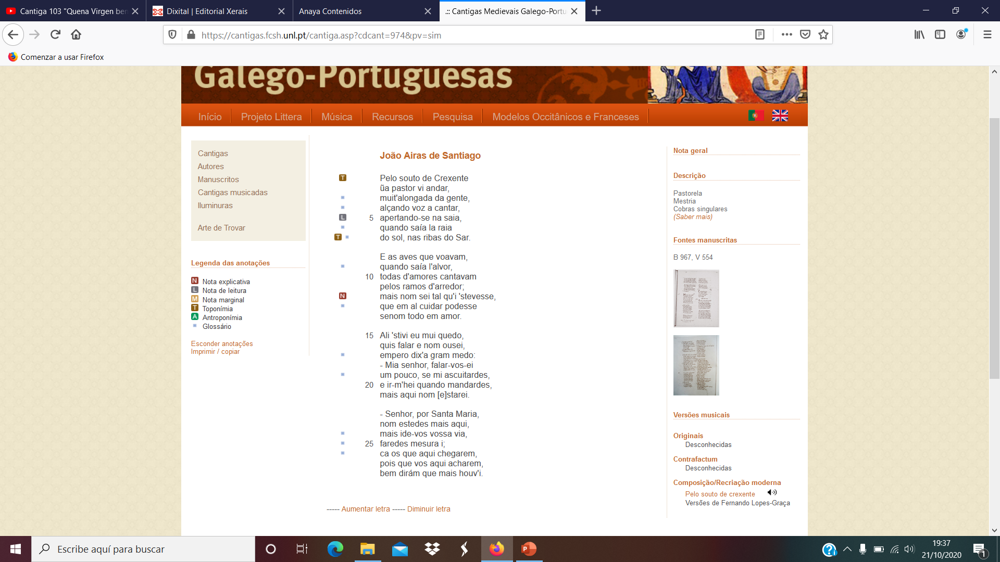 Cantiga 103 "Quena Virgen ben
Dixital | Editorial Xerais
Anaya Contenidos
.:: Cantigas Medievais Galego-Portu
https://cantigas.fcsh.unl.pt/cantiga.asp?cdcant=974&pv=sim
Comenzar a usar Firefox
Galego-Portuguesas
Início
Projeto Littera
Música
Recursos
Pesquisa
Modelos Occitânicos e Franceses
Cantigas
Autores
Manuscritos
Cantigas musicadas
Iluminuras
Arte de Trovar
Legenda das anotações
N Nota explicativa
L Nota de leitura
M Nota marginal
T Toponímia
A Antroponímia
Glossário
Esconder anotações
Imprimir / copiar
João Airas de Santiago
T Pelo souto de Crexente
ũa pastor vi andar,
muit'alongada da gente,
alçando voz a cantar,
L 5 apertando-se na saia,
quando saía la raia
T do sol, nas ribas do Sar.
E as aves que voavam,
quando saía l'alvor,
10 todas d'amores cantavam
pelos ramos d'arredor;
N mais nom sei tal qu'i 'stevesse,
que em al cuidar podesse
senom todo em amor.
15 Ali 'stivi eu mui quedo,
quis falar e nom ousei,
empero dix'a gram medo:
- Mia senhor, falar-vos-ei
um pouco, se mi ascuitardes,
20 e ir-m'hei quando mandardes,
mais aqui nom [e]starei.
- Senhor, por Santa Maria,
nom estedes mais aqui,
mais ide-vos vossa via,
25 faredes mesura i;
ca os que aqui chegarem,
pois que vos aqui acharem,
bem dirám que mais houv'i.
----- Aumentar letra ----- Diminuir letra
Nota geral
Descrição
Pastorela
Mestria
Cobras singulares
(Saber mais)
Fontes manuscritas
B 967, V 554
Versões musicais
Originais
Desconhecidas
Contrafactum
Desconhecidas
Composição/Recriação moderna
Pelo souto de crexente
Versões de Fernando Lopes-Graça
Escribe aquí para buscar
19:37
21/10/2020
1